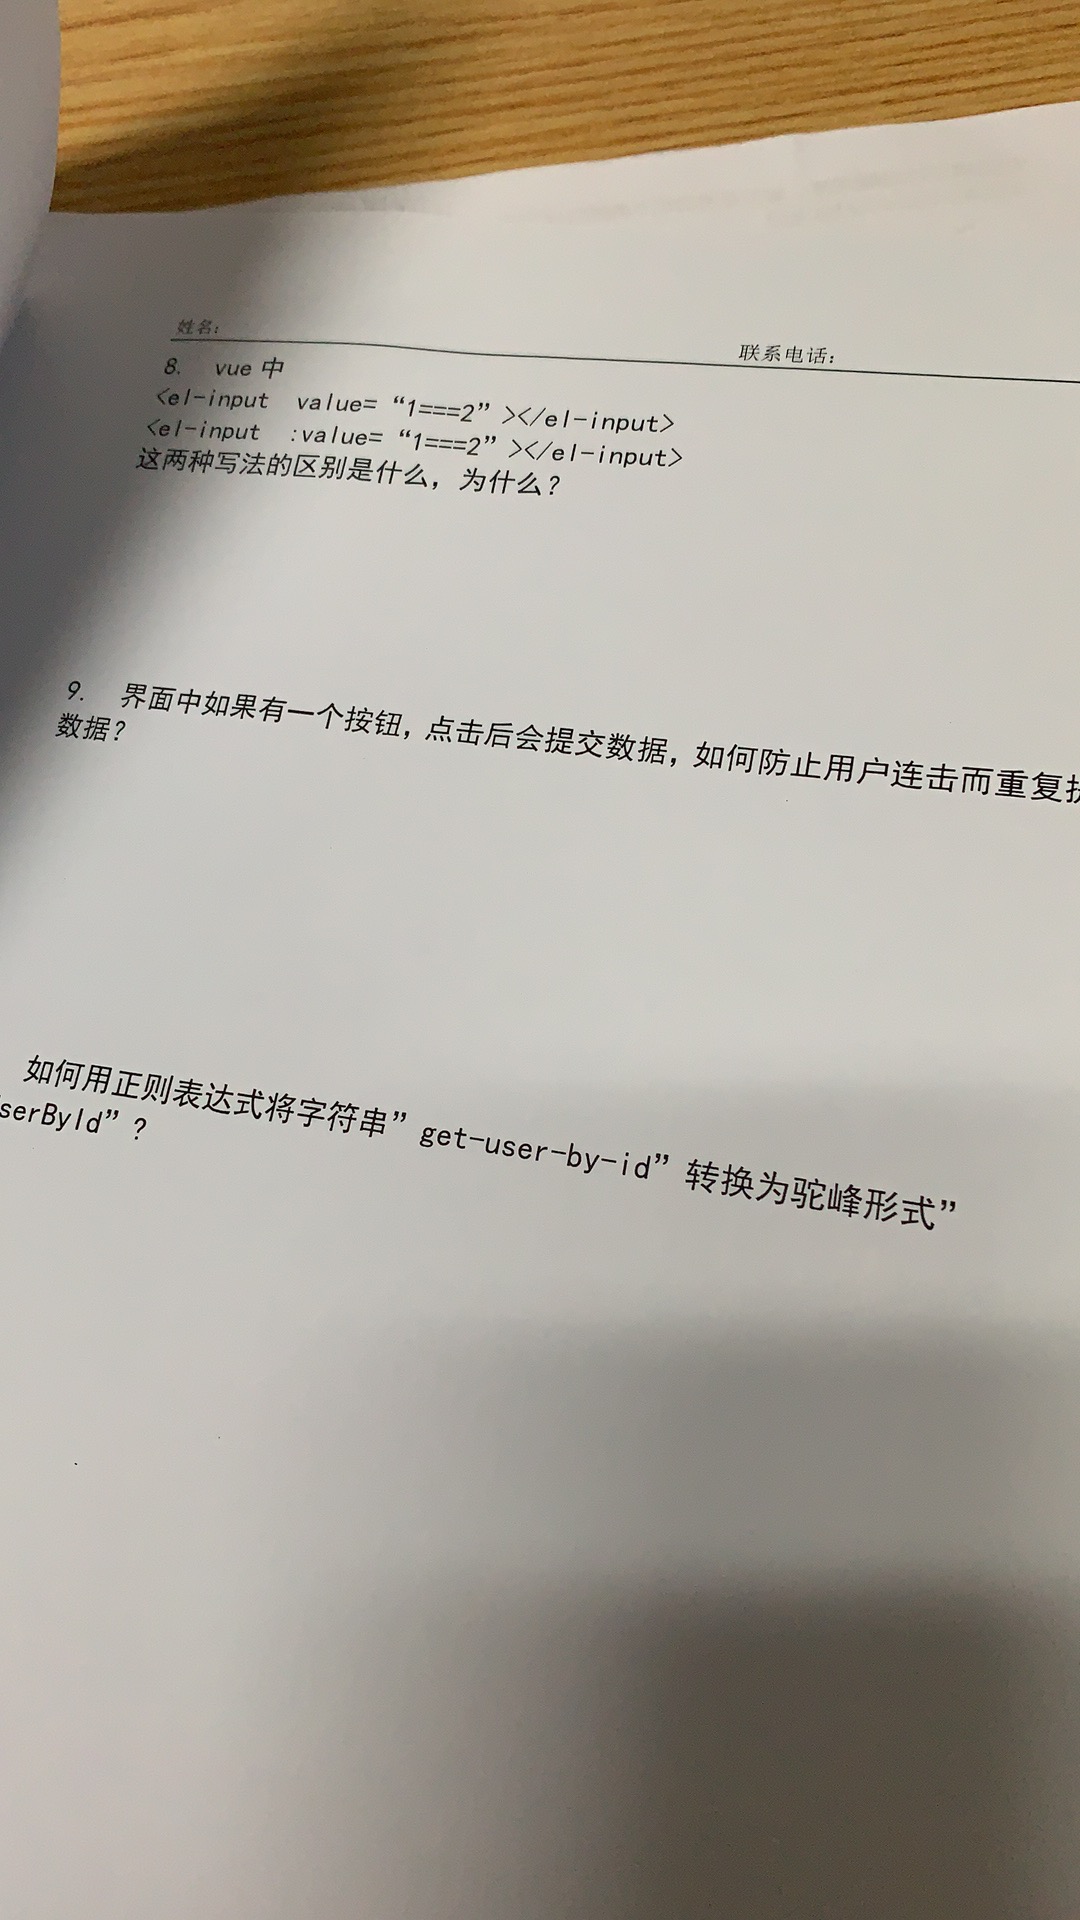 姓名：
联系电话：
8. vue 中
<el-input value= “1===2” ></el-input>
<el-input :value= “1===2” ></el-input>
这两种写法的区别是什么，为什么？
9. 界面中如果有一个按钮，点击后会提交数据，如何防止用户连击而重复
数据？
如何用正则表达式将字符串” get-user-by-id” 转换为驼峰形式”
serById” ?